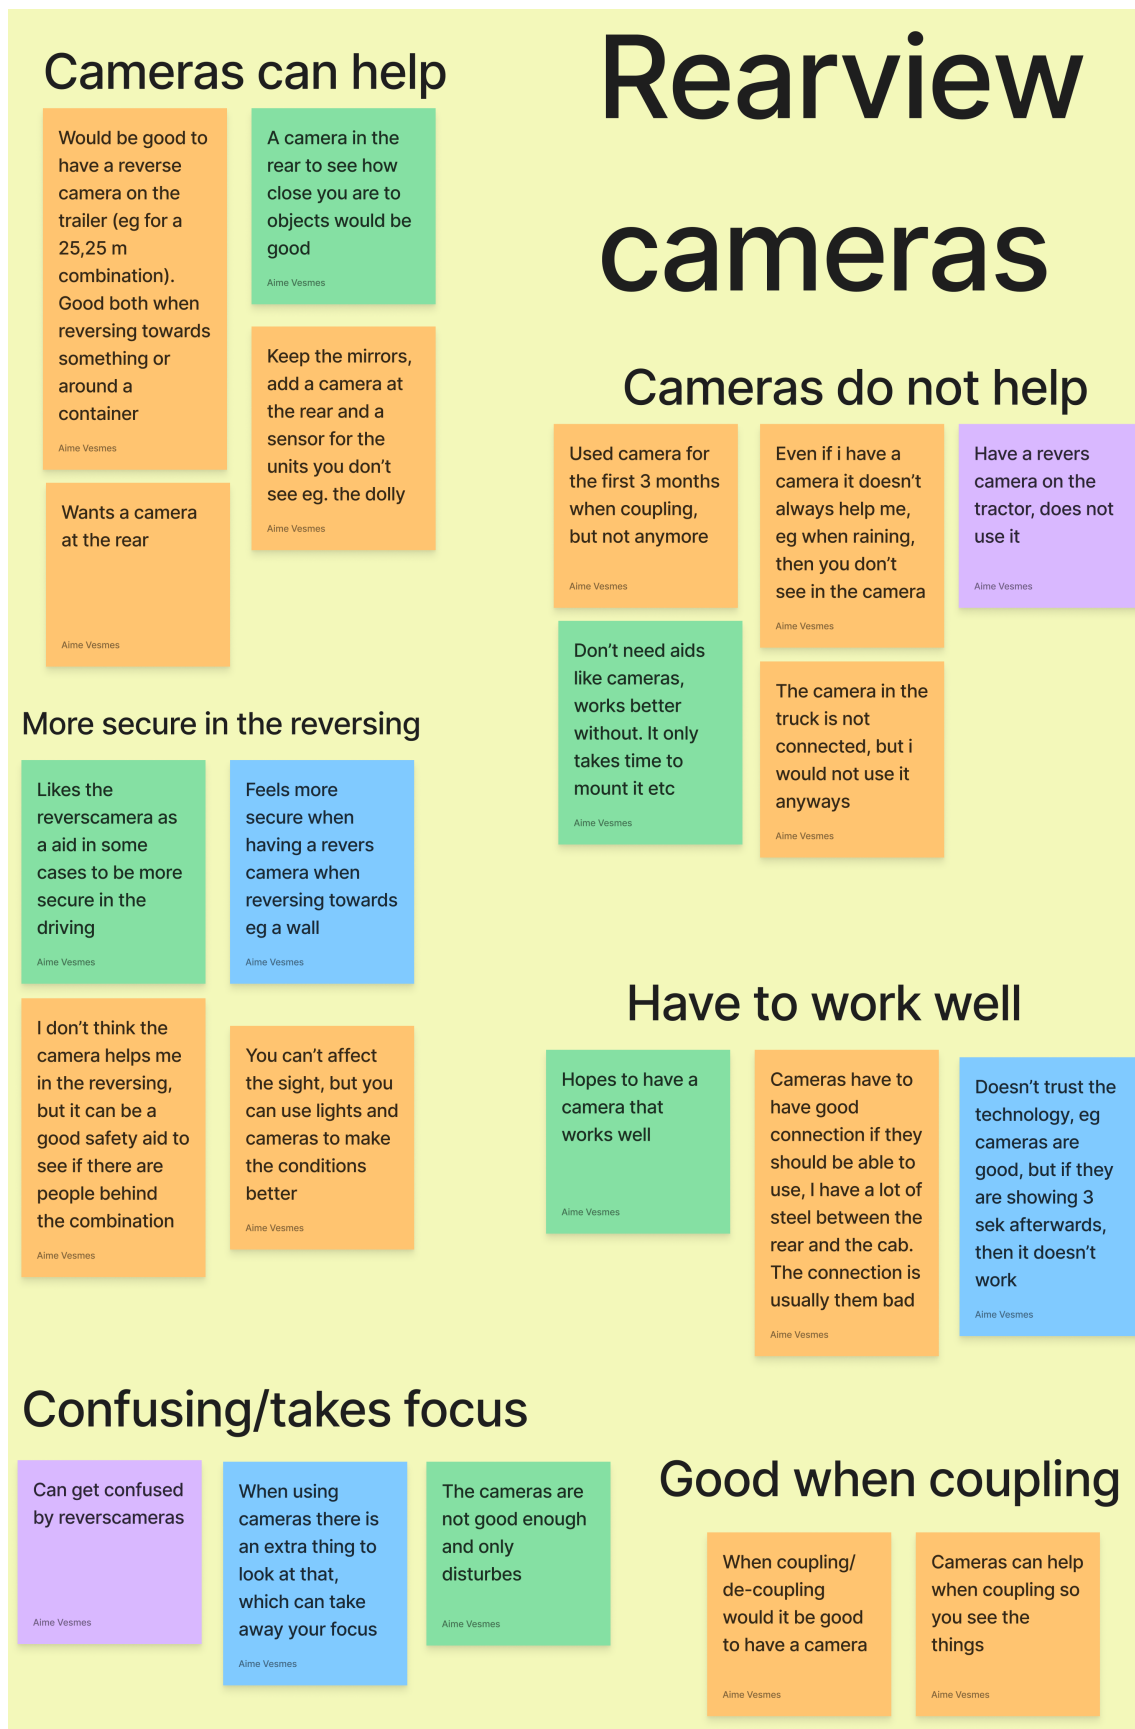 Rearview
cameras
Cameras can help
Would be good to
have a reverse
camera on the
trailer (eg for a
25,25 m
combination).
Good both when
reversing towards
something or
around a
container
Aime Vesmes
A camera in the
rear to see how
close you are to
objects would be
good
Aime Vesmes
Keep the mirrors,
add a camera at
the rear and a
sensor for the
units you don’t
see eg. the dolly
Aime Vesmes
Wants a camera
at the rear
Aime Vesmes
Cameras do not help
Used camera for
the first 3 months
when coupling,
but not anymore
Aime Vesmes
Even if i have a
camera it doesn’t
always help me,
eg when raining,
then you don’t
see in the camera
Aime Vesmes
Have a revers
camera on the
tractor, does not
use it
Aime Vesmes
Don’t need aids
like cameras,
works better
without. It only
takes time to
mount it etc
Aime Vesmes
The camera in the
truck is not
connected, but i
would not use it
anyways
Aime Vesmes
More secure in the reversing
Likes the
reverscamera as
a aid in some
cases to be more
secure in the
driving
Aime Vesmes
Feels more
secure when
having a revers
camera when
reversing towards
eg a wall
Aime Vesmes
I don’t think the
camera helps me
in the reversing,
but it can be a
good safety aid to
see if there are
people behind
the combination
Aime Vesmes
You can’t affect
the sight, but you
can use lights and
cameras to make
the conditions
better
Aime Vesmes
Have to work well
Hopes to have a
camera that
works well
Aime Vesmes
Cameras have to
have good
connection if they
should be able to
use, I have a lot of
steel between the
rear and the cab.
The connection is
usually them bad
Aime Vesmes
Doesn’t trust the
technology, eg
cameras are
good, but if they
are showing 3
sek afterwards,
then it doesn’t
work
Aime Vesmes
Confusing/takes focus
Can get confused
by reverscameras
Aime Vesmes
When using
cameras there is
an extra thing to
look at that,
which can take
away your focus
Aime Vesmes
The cameras are
not good enough
and only
disturbes
Aime Vesmes
Good when coupling
When coupling/
de-coupling
would it be good
to have a camera
Aime Vesmes
Cameras can help
when coupling so
you see the
things
Aime Vesmes